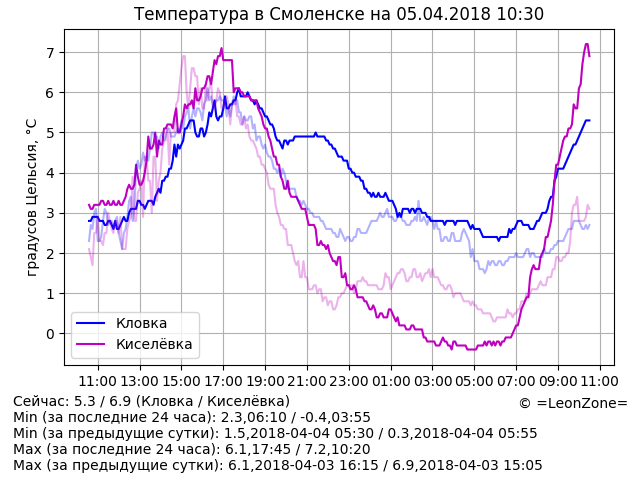 Температура в Смоленске на 05.04.2018 10:30
градусов Цельсия, °C
7
6
5
4
3
2
1
0
Кловка
Киселёвка
11:00 13:00 15:00 17:00 19:00 21:00 23:00 01:00 03:00 05:00 07:00 09:00 11:00
Сейчас: 5.3 / 6.9 (Кловка / Киселёвка)
© =LeonZone=
Min (за последние 24 часа): 2.3,06:10 / -0.4,03:55
Min (за предыдущие сутки): 1.5,2018-04-04 05:30 / 0.3,2018-04-04 05:55
Max (за последние 24 часа): 6.1,17:45 / 7.2,10:20
Max (за предыдущие сутки): 6.1,2018-04-03 16:15 / 6.9,2018-04-03 15:05